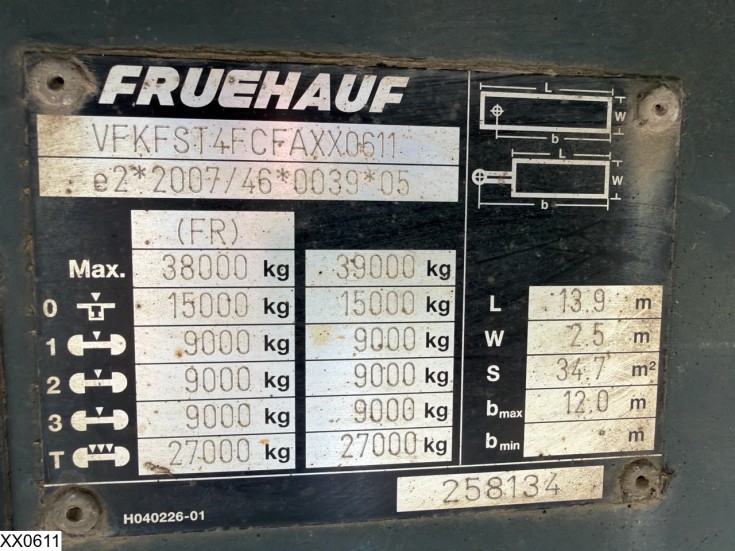 FRUEHAUF
VFKFST4FCFAXX0611
e2*2007/46*0039*05
(FR)
Max. 38000 kg 39000 kg
0 15000 kg 15000 kg
1 9000 kg 9000 kg
2 9000 kg 9000 kg
3 9000 kg 9000 kg
T 27000 kg 27000 kg
L
W
b
L
W
b
L 13.9 m
W 2.5 m
S 34.7 m²
bmax 12.0 m
bmin m
258134
H040226-01
XX0611